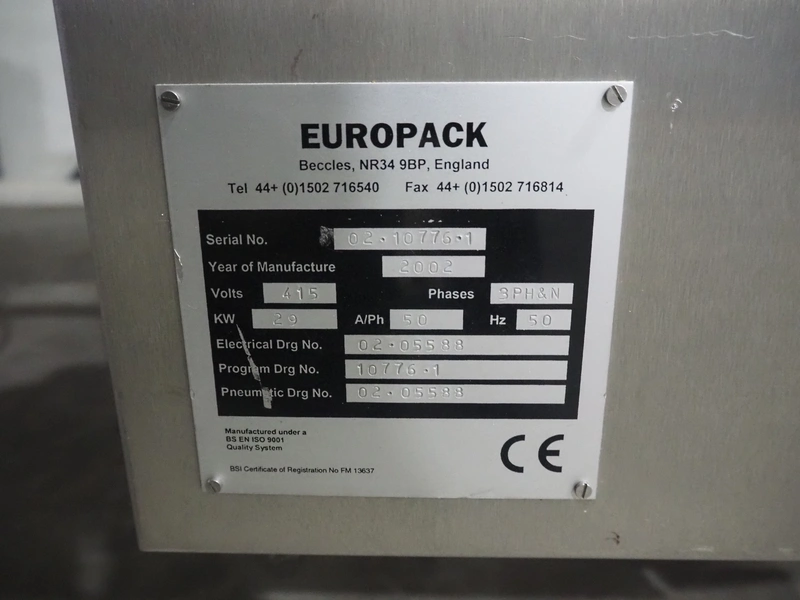 EUROPACK
Beccles, NR34 9BP, England
Tel 44+ (0)1502 716540 Fax 44+ (0)1502 716814
Serial No. 02·10776·1
Year of Manufacture 2002
Volts 415 Phases 3PH&N
KW 29 A/Ph 50 Hz 50
Electrical Drg No. 02·05588
Program Drg No. 10776·1
Pneumatic Drg No. 02·05588
Manufactured under a
BS EN ISO 9001
Quality System
BSI Certificate of Registration No FM 13637
CE